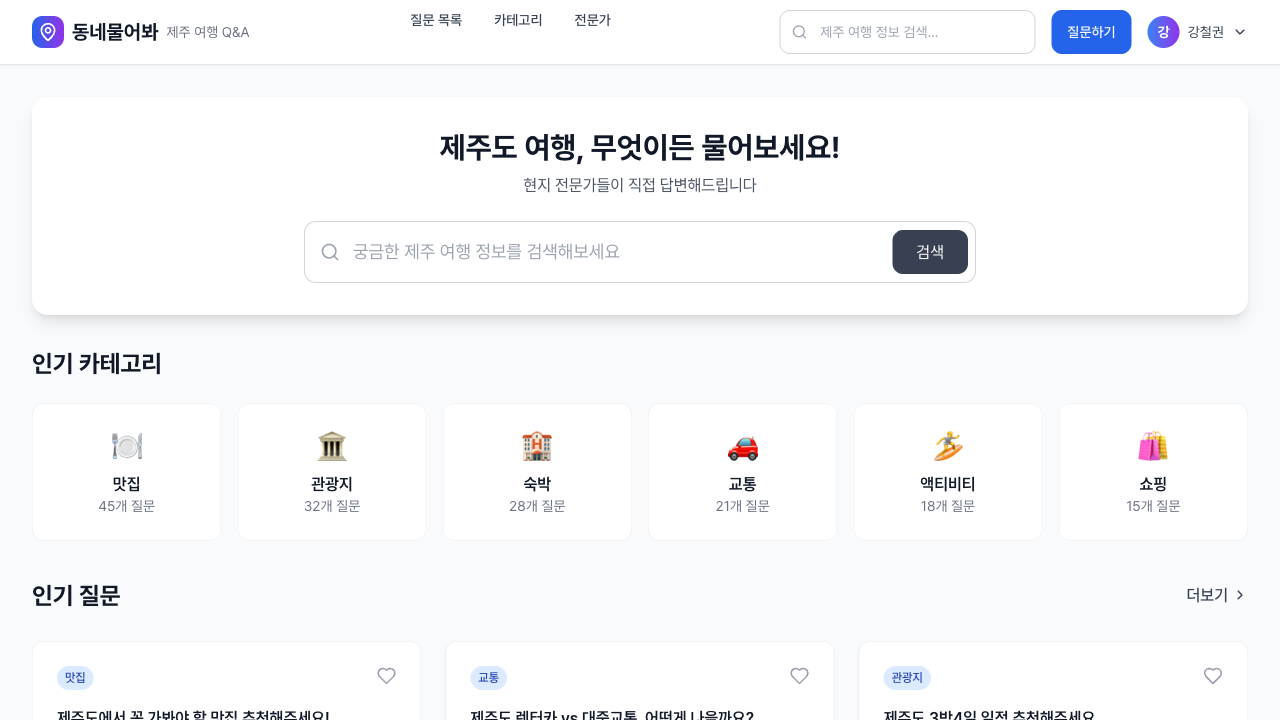 동네물어봐 제주 여행 Q&A 질문 목록 카테고리 전문가 제주 여행 정보 검색... 질문하기 강 강철권
제주도 여행, 무엇이든 물어보세요!
현지 전문가들이 직접 답변해드립니다
궁금한 제주 여행 정보를 검색해보세요 검색
인기 카테고리
맛집 관광지 숙박 교통 액티비티 쇼핑
45개 질문 32개 질문 28개 질문 21개 질문 18개 질문 15개 질문
인기 질문 더보기
맛집 교통 관광지
제주도에서 꼭 가봐야 할 맛집 추천해주세요! 제주도 렌터카 vs 대중교통, 어떻게 나을까요? 제주도 3박4일 일정 추천해주세요